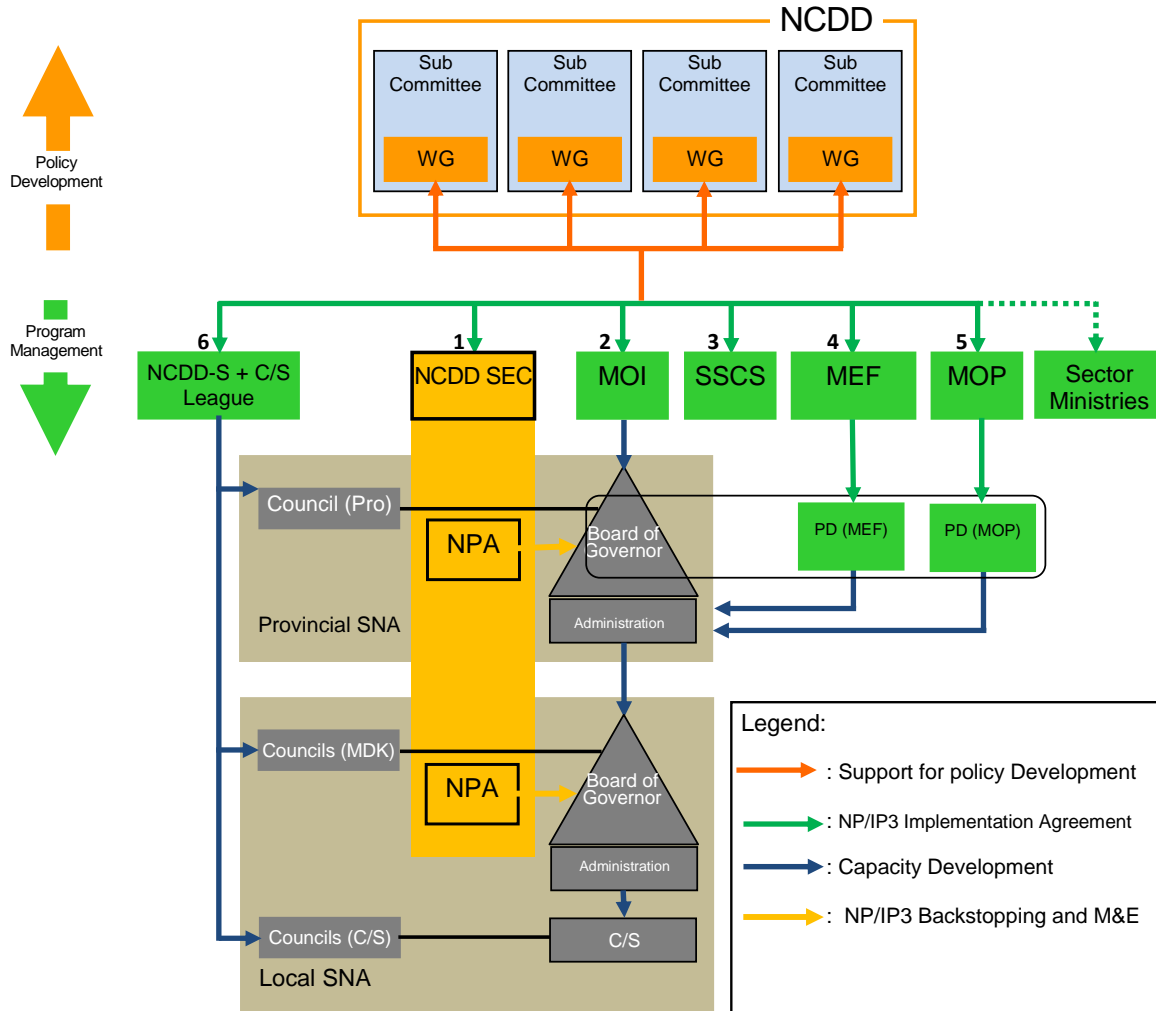 NCDD
Sub
Committee
WG
Sub
Committee
WG
Sub
Committee
WG
Sub
Committee
WG
Policy
Development
Program
Management
6
NCDD-S + C/S
League
1
NCDD SEC
2
MOI
3
SSCS
4
MEF
5
MOP
Sector
Ministries
Council (Pro)
NPA
Board of
Governor
PD (MEF)
PD (MOP)
Administration
Provincial SNA
Councils (MDK)
NPA
Board of
Governor
Administration
Councils (C/S)
C/S
Local SNA
Legend:
: Support for policy Development
: NP/IP3 Implementation Agreement
: Capacity Development
: NP/IP3 Backstopping and M&E